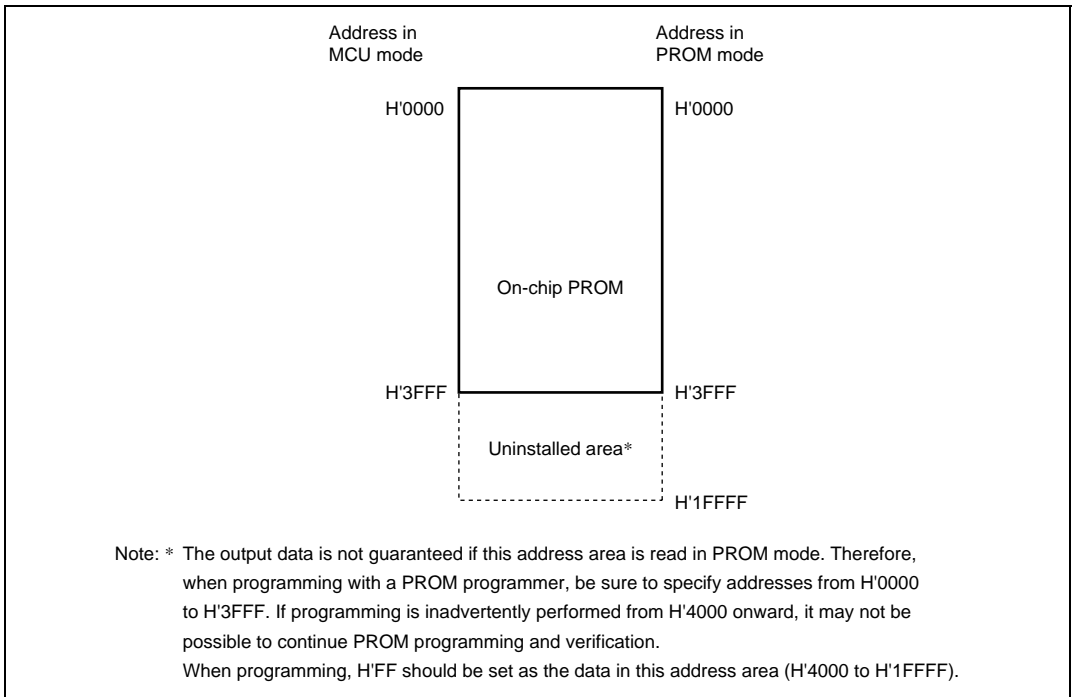 Address in
MCU mode
Address in
PROM mode
H'0000
H'0000
On-chip PROM
H'3FFF
H'3FFF
Uninstalled area*
H'1FFFF
Note: * The output data is not guaranteed if this address area is read in PROM mode. Therefore,
when programming with a PROM programmer, be sure to specify addresses from H'0000
to H'3FFF. If programming is inadvertently performed from H'4000 onward, it may not be
possible to continue PROM programming and verification.
When programming, H'FF should be set as the data in this address area (H'4000 to H'1FFFF).